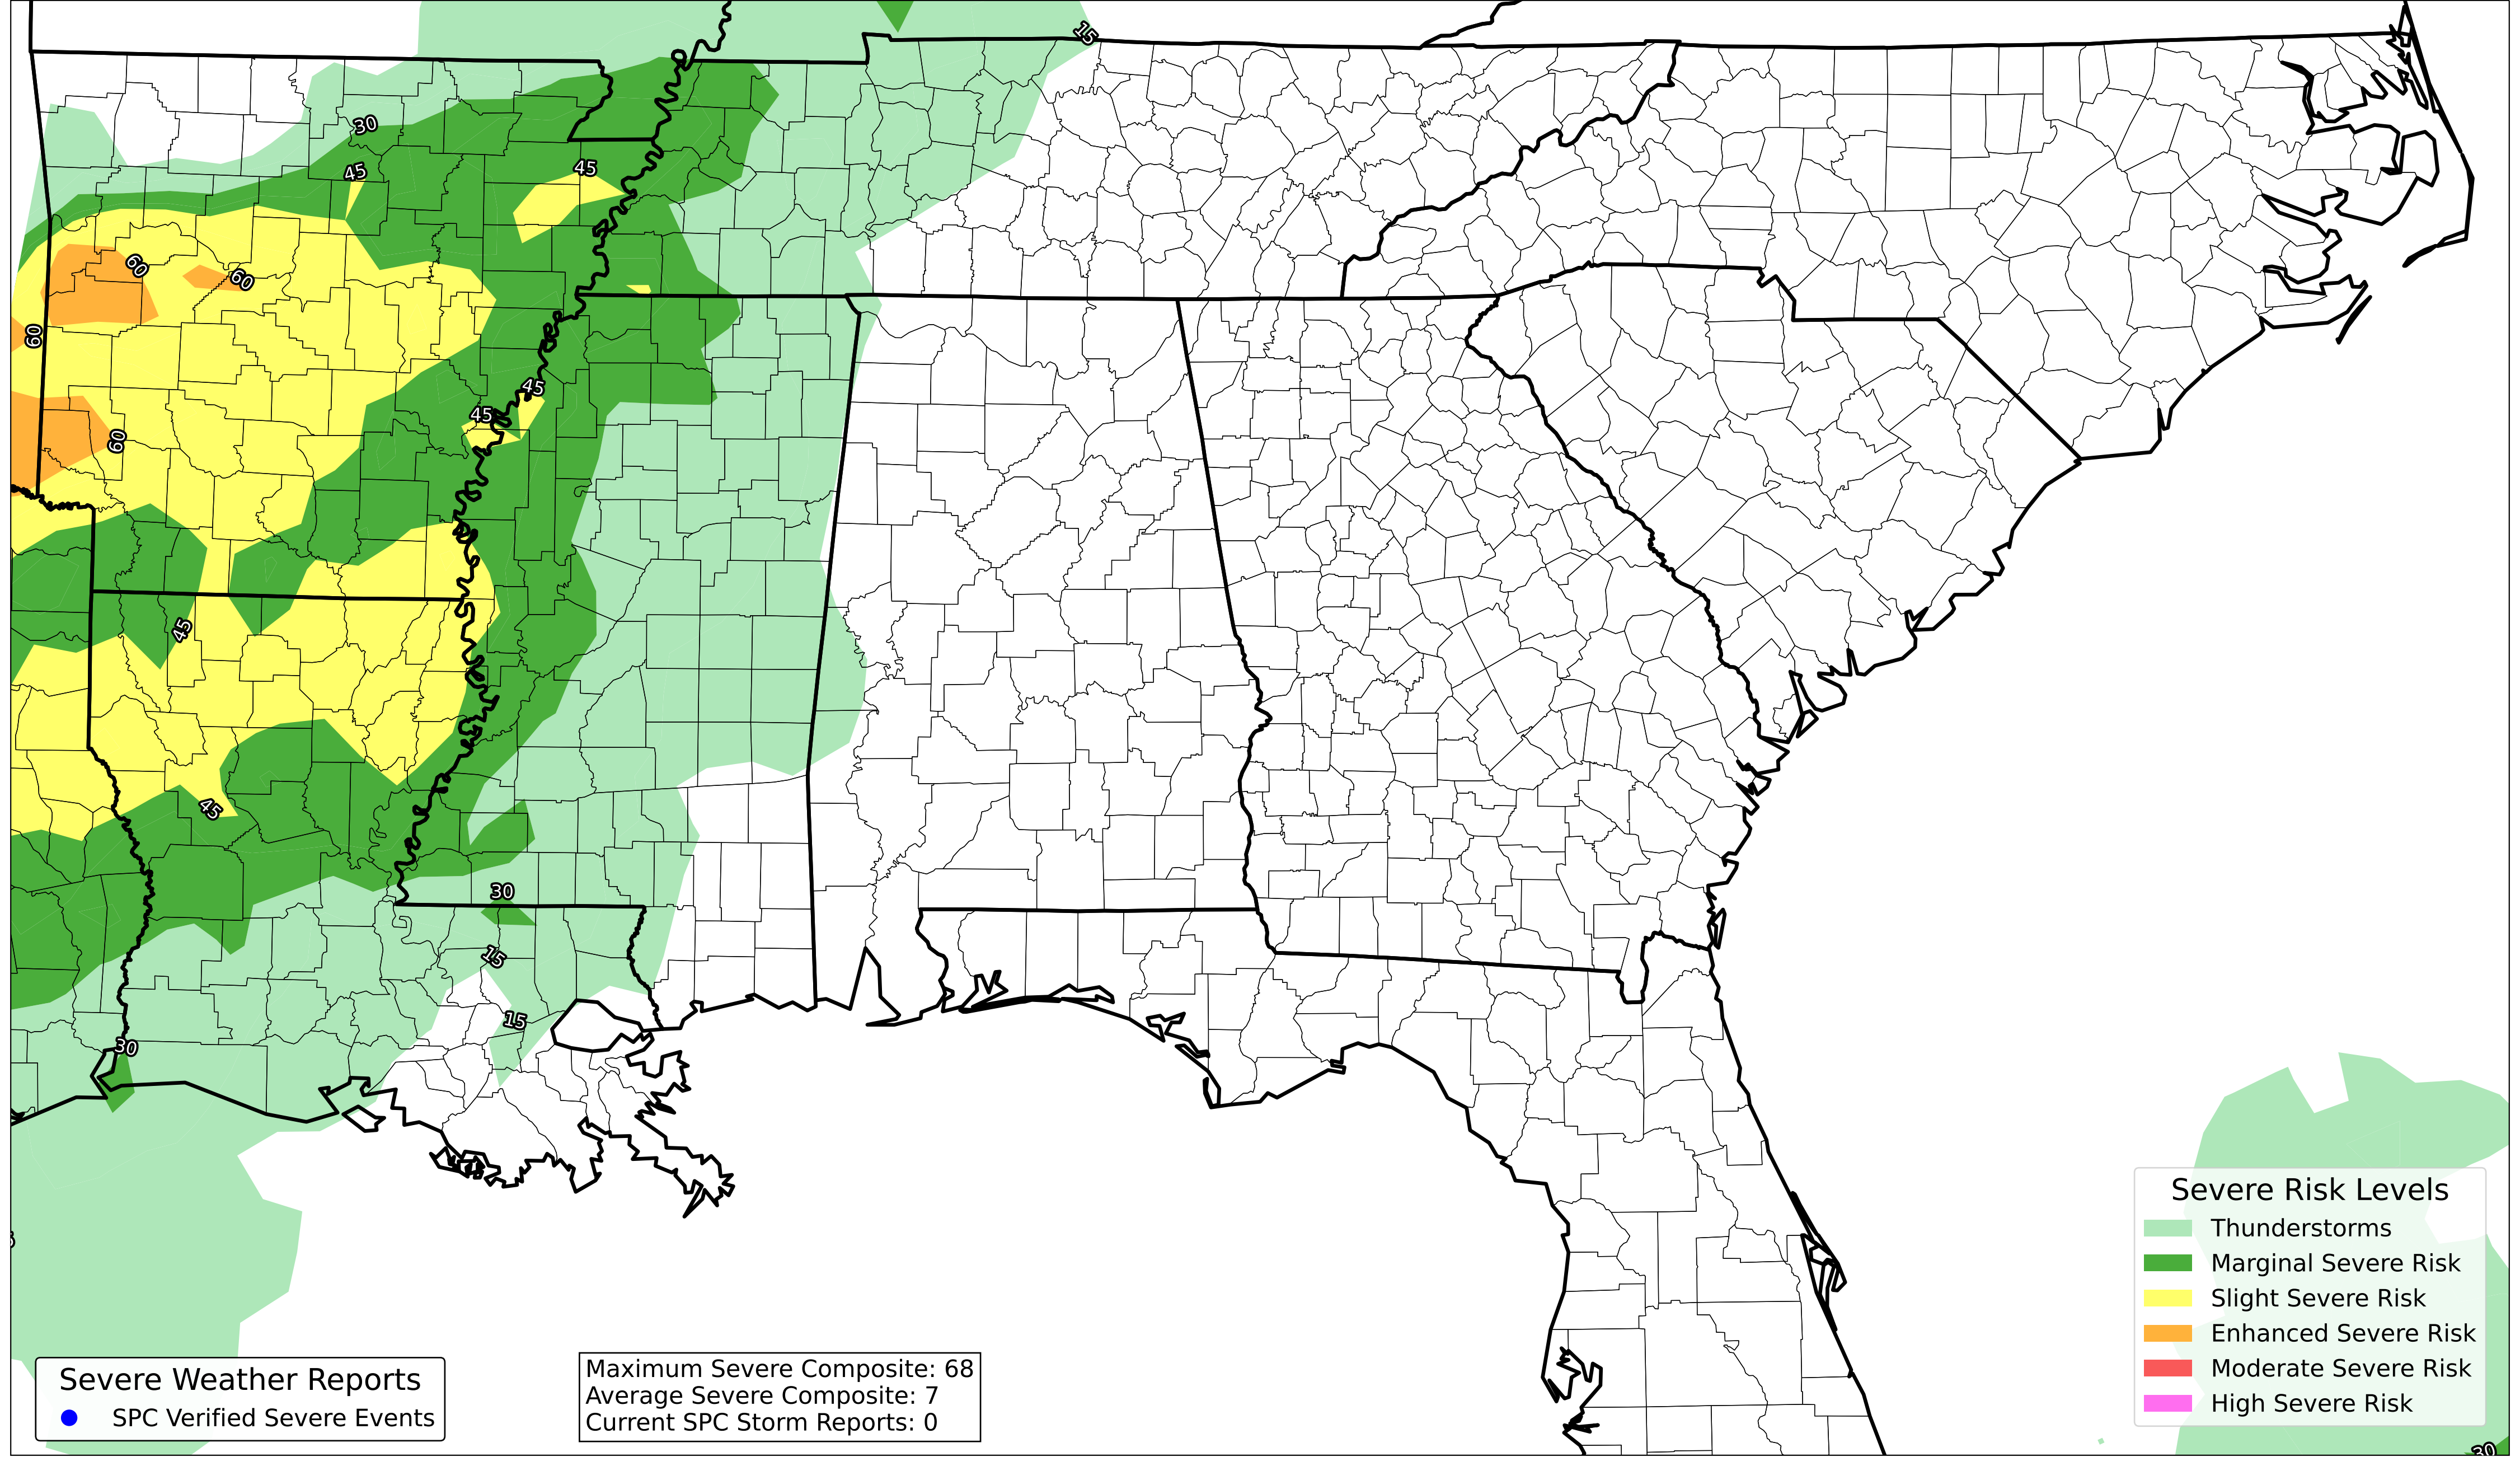 15
30
45
45
60
60
60
45
45
60
45
45
30
15
15
30
Severe Risk Levels
Thunderstorms
Marginal Severe Risk
Slight Severe Risk
Enhanced Severe Risk
Moderate Severe Risk
High Severe Risk
Severe Weather Reports
SPC Verified Severe Events
Maximum Severe Composite: 68
Average Severe Composite: 7
Current SPC Storm Reports: 0
30